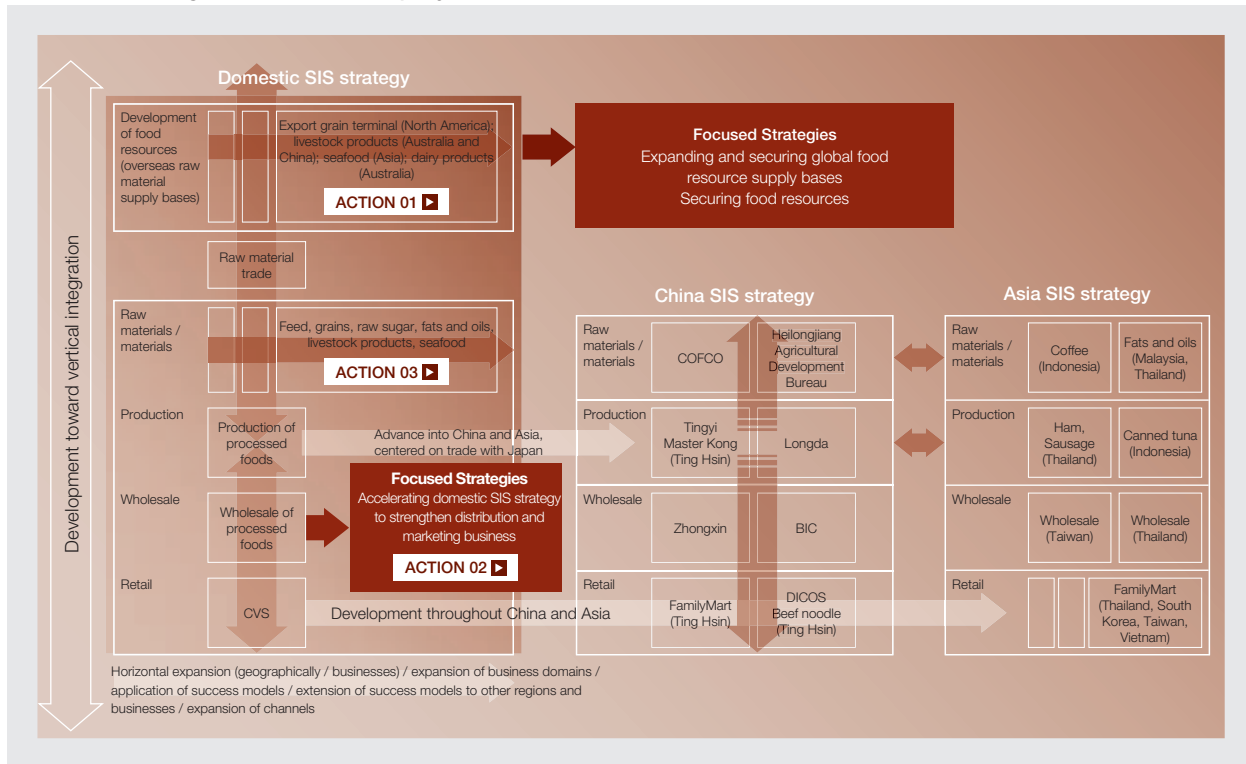 Domestic SIS strategy
Development toward vertical integration
Development
of food
resources
(overseas raw
material
supply bases)
Export grain terminal (North America);
livestock products (Australia and
China); seafood (Asia); dairy products
(Australia)
ACTION 01
Focused Strategies
Expanding and securing global food
resource supply bases
Securing food resources
Raw material
trade
Raw
materials /
materials
Feed, grains, raw sugar, fats and oils,
livestock products, seafood
ACTION 03
Production
Production of
processed
foods
Advance into China and Asia,
centered on trade with Japan
Wholesale
Wholesale of
processed
foods
Focused Strategies
Accelerating domestic SIS strategy
to strengthen distribution and
marketing business
ACTION 02
Retail
CVS
Development throughout China and Asia
China SIS strategy
Raw
materials /
materials
COFCO
Heilongjiang
Agricultural
Development
Bureau
Production
Tingyi
Master Kong
(Ting Hsin)
Longda
Wholesale
Zhongxin
BIC
Retail
FamilyMart
(Ting Hsin)
DICOS
Beef noodle
(Ting Hsin)
Asia SIS strategy
Raw
materials /
materials
Coffee
(Indonesia)
Fats and oils
(Malaysia,
Thailand)
Production
Ham,
Sausage
(Thailand)
Canned tuna
(Indonesia)
Wholesale
Wholesale
(Taiwan)
Wholesale
(Thailand)
Retail
FamilyMart
(Thailand, South
Korea, Taiwan,
Vietnam)
Horizontal expansion (geographically / businesses) / expansion of business domains /
application of success models / extension of success models to other regions and
businesses / expansion of channels